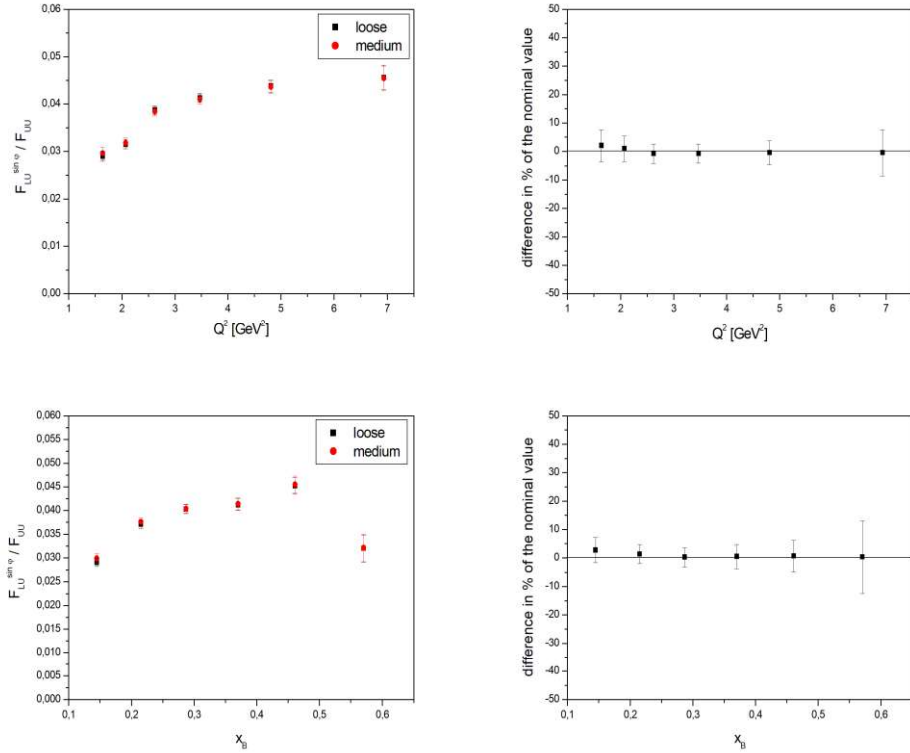 0,06
0,05
0,04
0,03
0,02
0,01
0,00
F_LU^sin φ / F_UU
loose
medium
1 2 3 4 5 6 7
Q² [GeV²]
50
40
30
20
10
0
-10
-20
-30
-40
-50
difference in % of the nominal value
1 2 3 4 5 6 7
Q² [GeV²]
0,060
0,055
0,050
0,045
0,040
0,035
0,030
0,025
0,020
0,015
0,010
0,005
0,000
F_LU^sin φ / F_UU
loose
medium
0,1 0,2 0,3 0,4 0,5 0,6
x_B
50
40
30
20
10
0
-10
-20
-30
-40
-50
difference in % of the nominal value
0,1 0,2 0,3 0,4 0,5 0,6
x_B